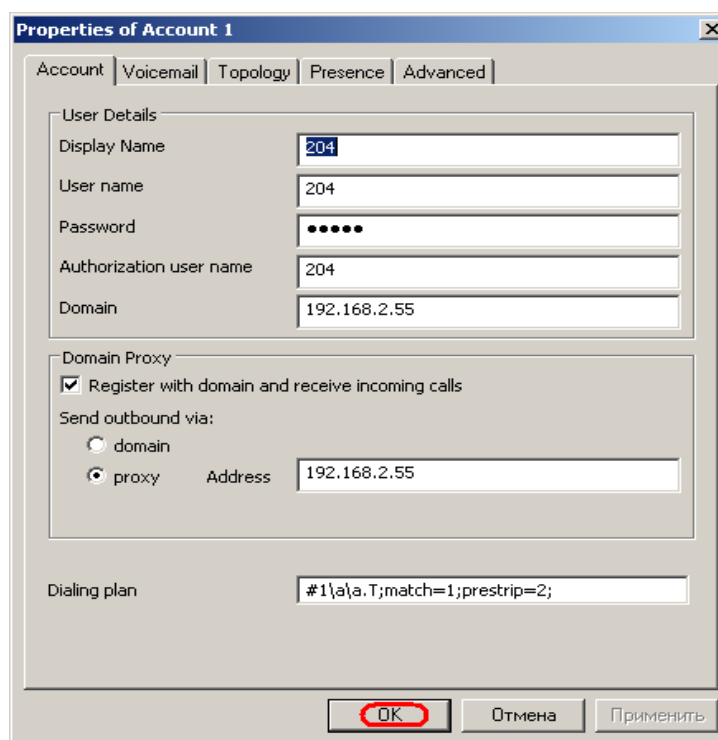 Properties of Account 1
Account Voicemail Topology Presence Advanced
User Details
Display Name 204
User name 204
Password •••••
Authorization user name 204
Domain 192.168.2.55
Domain Proxy
Register with domain and receive incoming calls
Send outbound via:
domain
proxy Address 192.168.2.55
Dialing plan #1\a\a.T;match=1;prestrip=2;
OK Отмена Применить